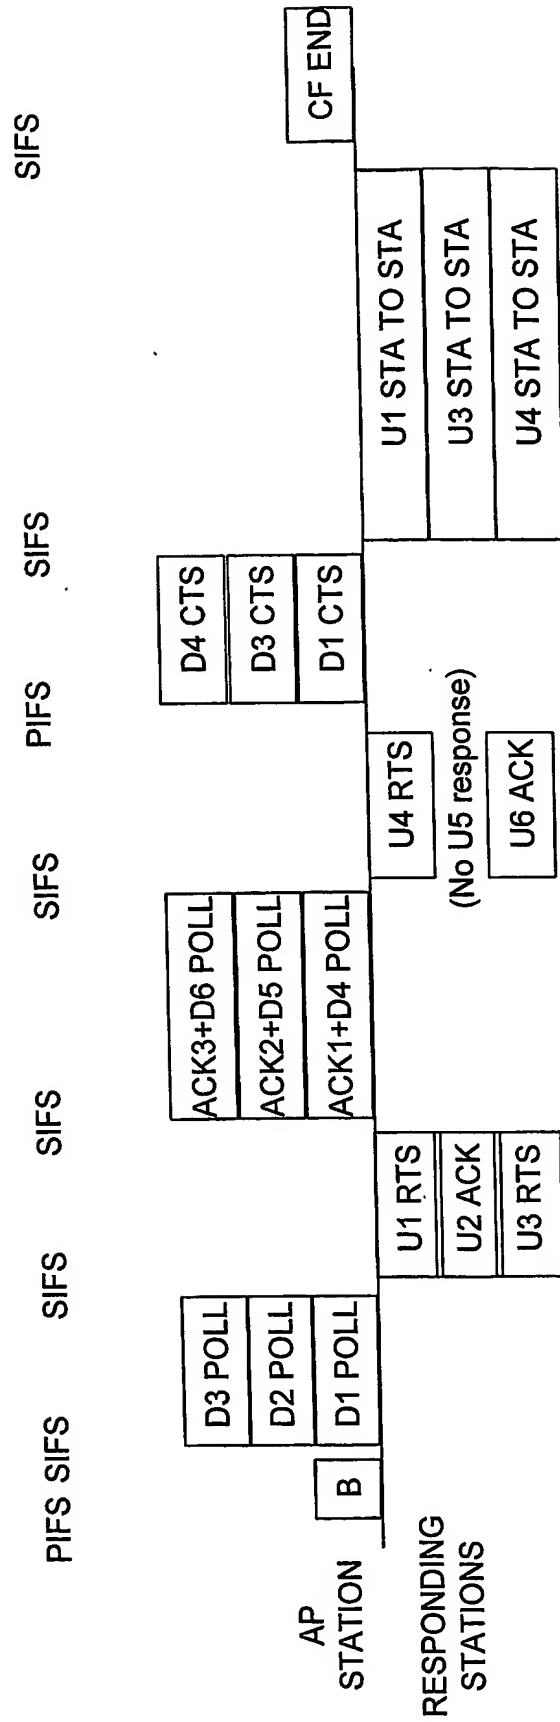 PIFS SIFS SIFS SIFS SIFS PIFS SIFS SIFS
AP
STATION
B
D3 POLL
D2 POLL
D1 POLL
ACK3+D6 POLL
ACK2+D5 POLL
ACK1+D4 POLL
D4 CTS
D3 CTS
D1 CTS
CF END
RESPONDING
STATIONS
U1 RTS
U2 ACK
U3 RTS
U4 RTS
(No U5 response)
U6 ACK
U1 STA TO STA
U3 STA TO STA
U4 STA TO STA